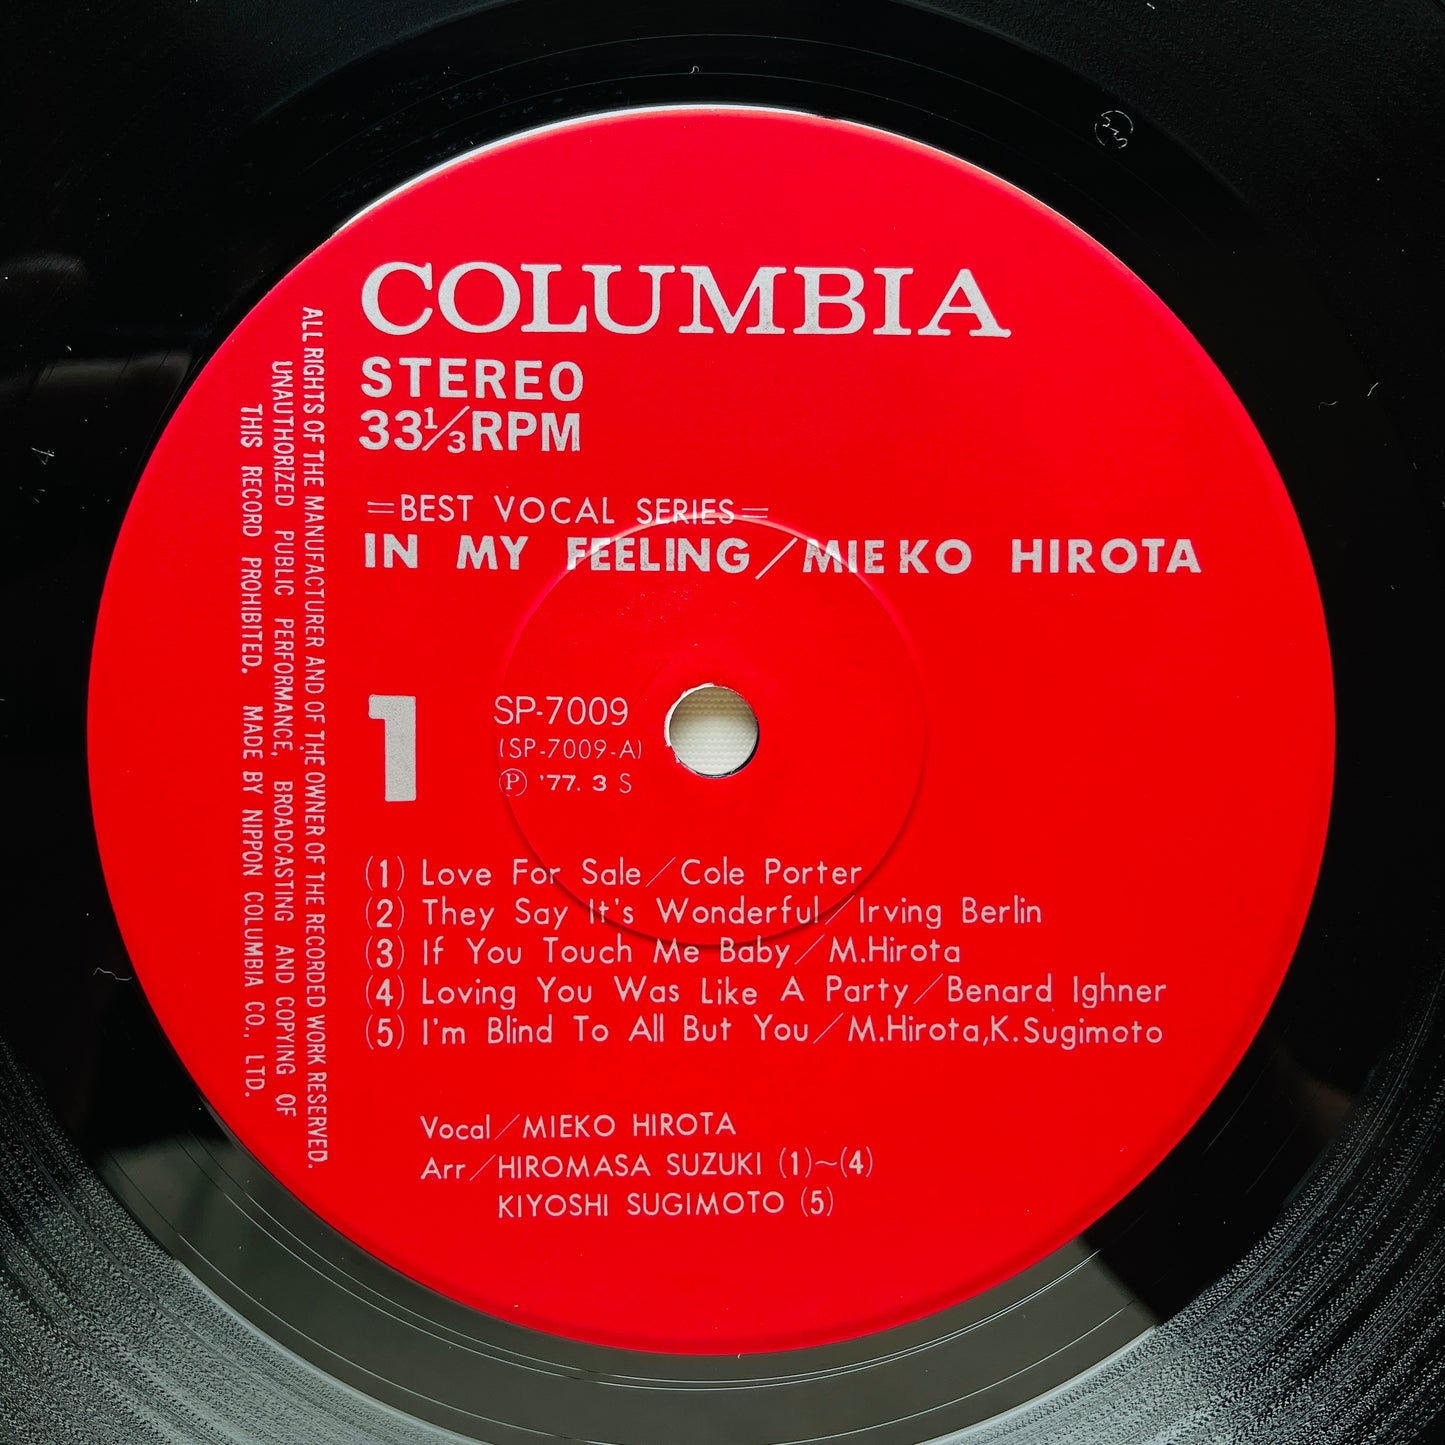 COLUMBIA
STEREO
33⅓RPM
=BEST VOCAL SERIES=
IN MY FEELING/MIEKO HIROTA
1
SP-7009
(SP-7009-A)
Ⓟ '77. 3 S
(1) Love For Sale/Cole Porter
(2) They Say It's Wonderful/Irving Berlin
(3) If You Touch Me Baby/M.Hirota
(4) Loving You Was Like A Party/Benard Ighner
(5) I'm Blind To All But You/M.Hirota,K.Sugimoto
Vocal/MIEKO HIROTA
Arr/HIROMASA SUZUKI (1)~(4)
KIYOSHI SUGIMOTO (5)
ALL RIGHTS OF THE MANUFACTURER AND OF THE OWNER OF THE RECORDED WORK RESERVED.
UNAUTHORIZED PUBLIC PERFORMANCE, BROADCASTING AND COPYING OF
THIS RECORD PROHIBITED. MADE BY NIPPON COLUMBIA CO., LTD.